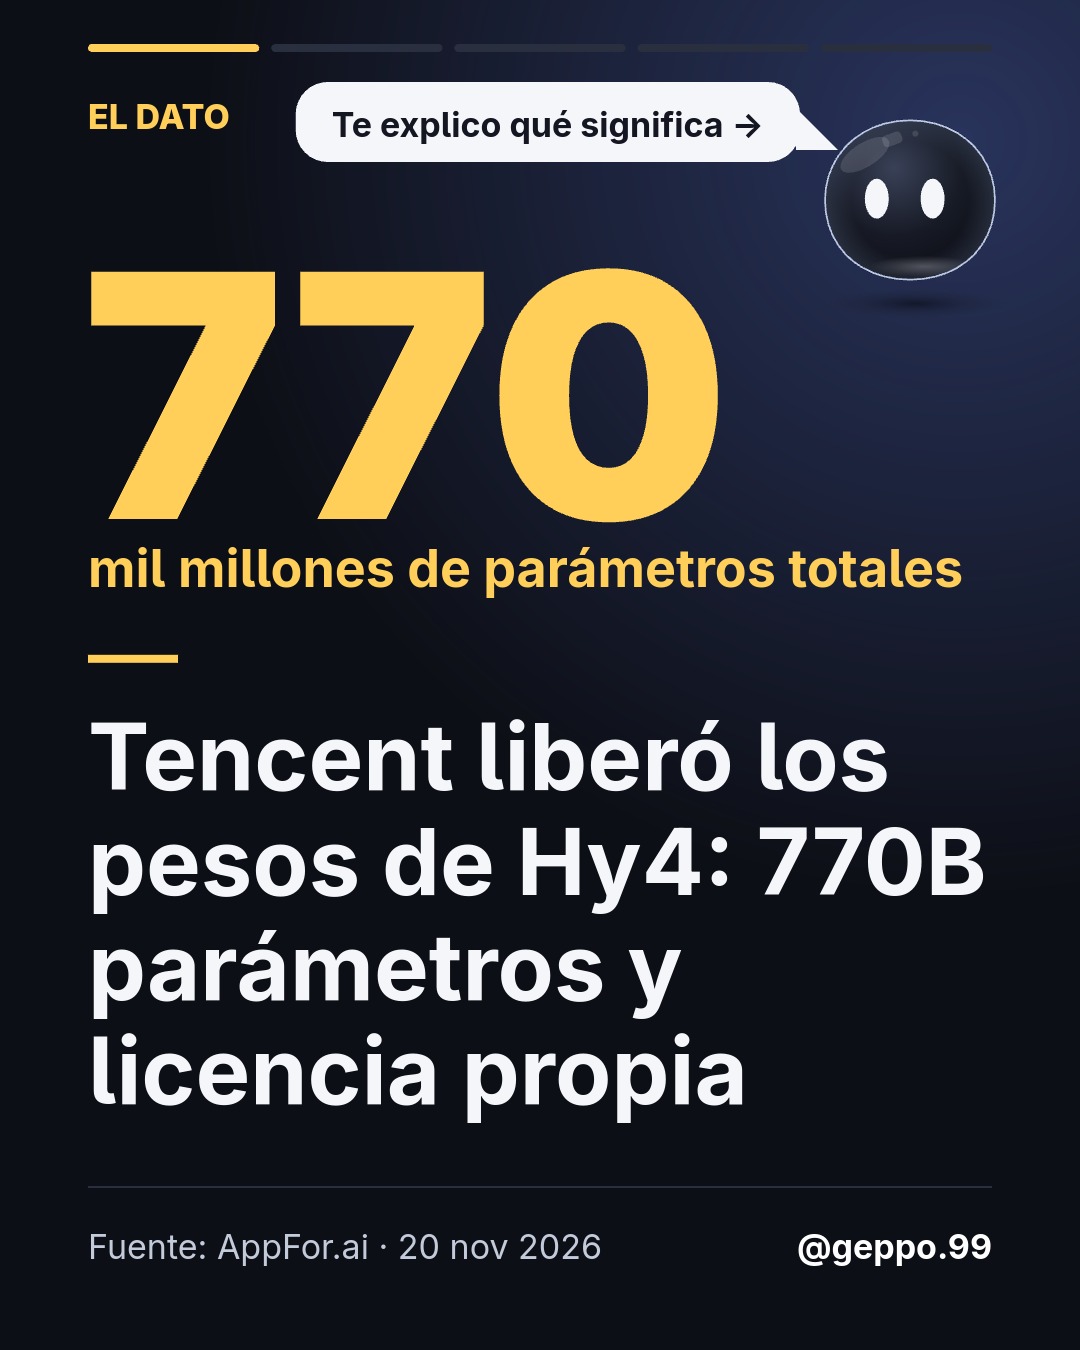 EL DATO
Te explico qué significa →
770
mil millones de parámetros totales
Tencent liberó los
pesos de Hy4: 770B
parámetros y
licencia propia
Fuente: AppFor.ai · 20 nov 2026
@geppo.99